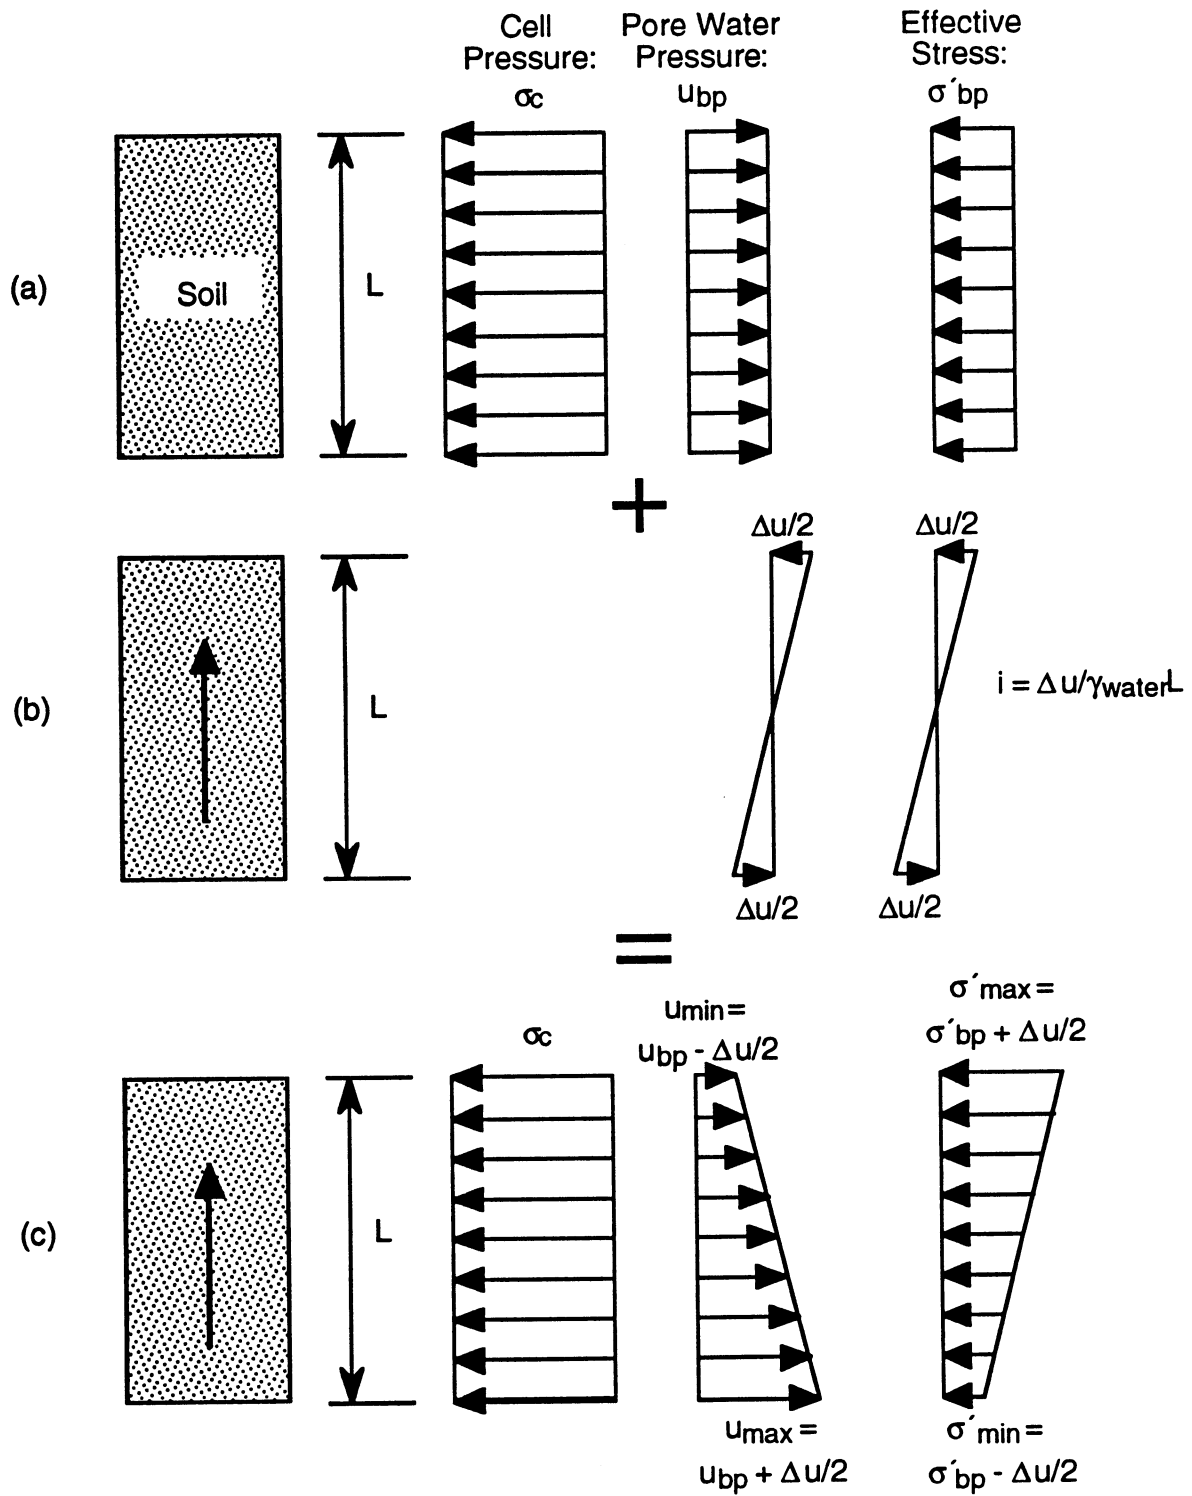 Cell
Pressure:
σc
Pore Water
Pressure:
ubp
Effective
Stress:
σ´bp
(a)
Soil
L
+
Δu/2
Δu/2
(b)
L
i = Δu/γwaterL
Δu/2
Δu/2
=
σc
umin=
ubp - Δu/2
σ´max=
σ´bp + Δu/2
(c)
L
umax=
ubp + Δu/2
σ´min=
σ´bp - Δu/2